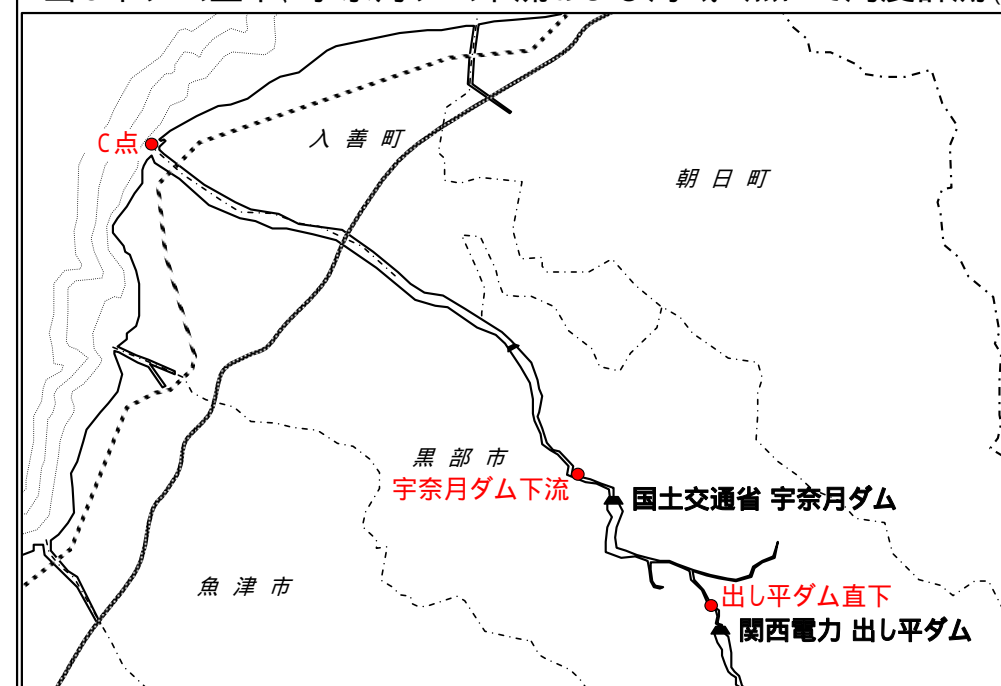 C点
入善町
朝日町
黒部市
宇奈月ダム下流
国土交通省 宇奈月ダム
魚津市
出し平ダム直下
関西電力 出し平ダム